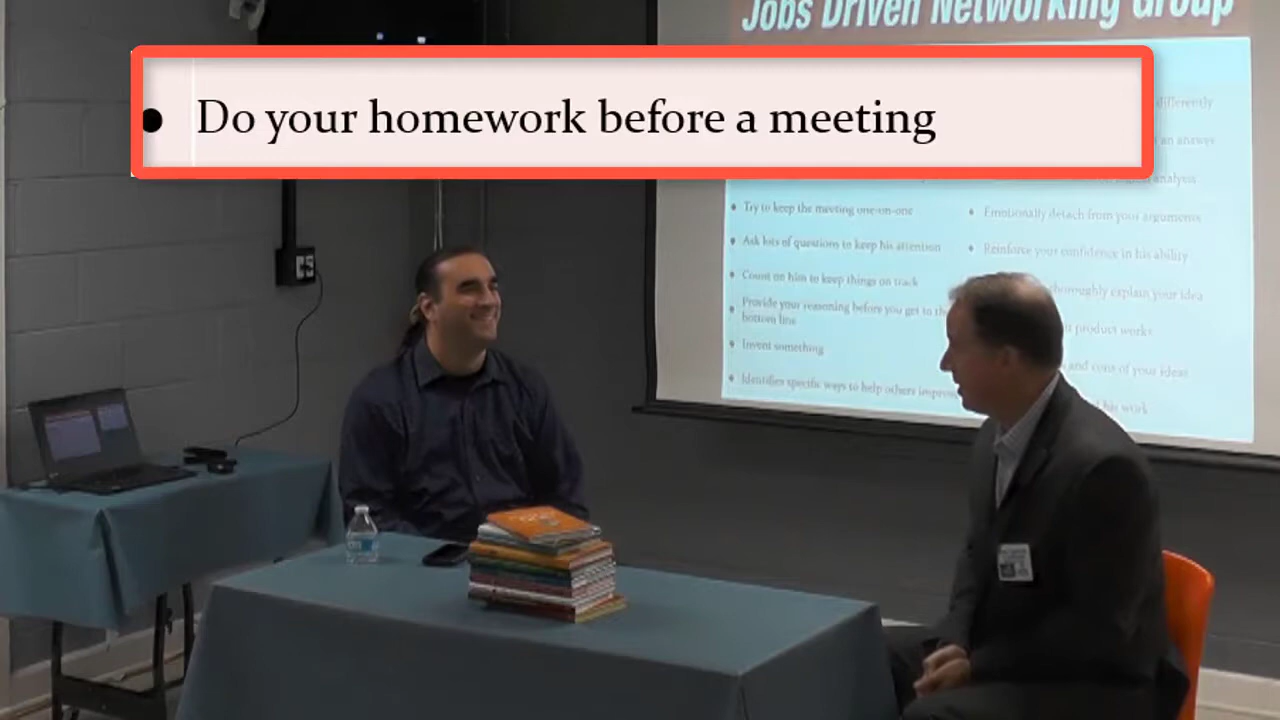 Jobs Driven Networking Group
• Do your homework before a meeting
differently
an answer
analysis
• Try to keep the meeting one-on-one
• Ask lots of questions to keep his attention
• Count on him to keep things on track
• Provide your reasoning before you get to the
bottom line
• Invent something
• Identifies specific ways to help others improve
• Emotionally detach from your arguments
• Reinforce your confidence in his ability
thoroughly explain your idea
it product works
and cons of your ideas
his work